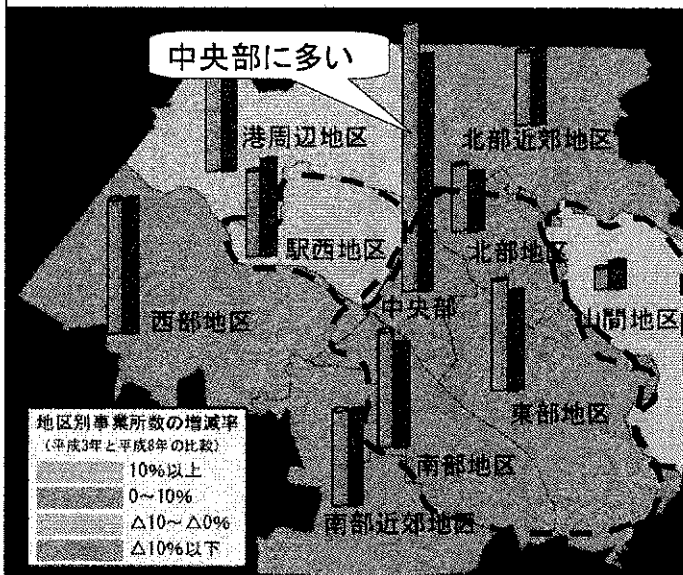 中央部に多い
港周辺地区
北部近郊地区
駅西地区
北部地区
西部地区
中央部
山間地区
東部地区
南部地区
南部近郊地区
地区別事業所数の増減率
(平成3年と平成8年の比較)
10%以上
0~10%
△10~△0%
△10%以下